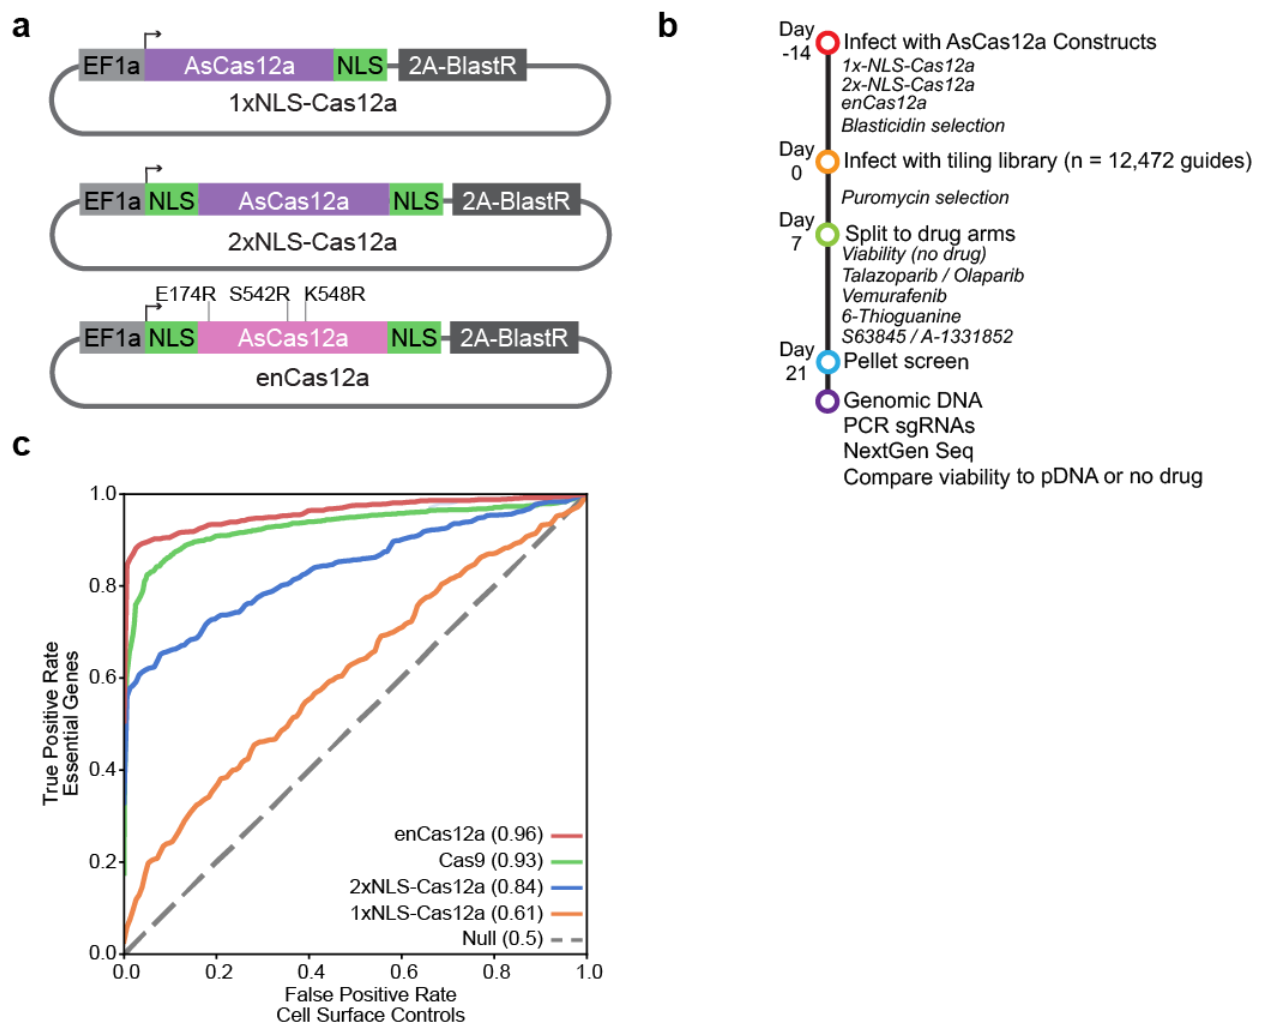 a
EF1a AsCas12a NLS 2A-BlastR
1xNLS-Cas12a
EF1a NLS AsCas12a NLS 2A-BlastR
2xNLS-Cas12a
E174R S542R K548R
EF1a NLS AsCas12a NLS 2A-BlastR
enCas12a
b
Day
-14
Infect with AsCas12a Constructs
1x-NLS-Cas12a
2x-NLS-Cas12a
enCas12a
Blasticidin selection
Day
0
Infect with tiling library (n = 12,472 guides)
Puromycin selection
Day
7
Split to drug arms
Viability (no drug)
Talazoparib / Olaparib
Vemurafenib
6-Thioguanine
S63845 / A-1331852
Day
21
Pellet screen
Genomic DNA
PCR sgRNAs
NextGen Seq
Compare viability to pDNA or no drug
c
True Positive Rate
Essential Genes
1.0
0.8
0.6
0.4
0.2
0.0
enCas12a (0.96)
Cas9 (0.93)
2xNLS-Cas12a (0.84)
1xNLS-Cas12a (0.61)
Null (0.5)
0.0 0.2 0.4 0.6 0.8 1.0
False Positive Rate
Cell Surface Controls